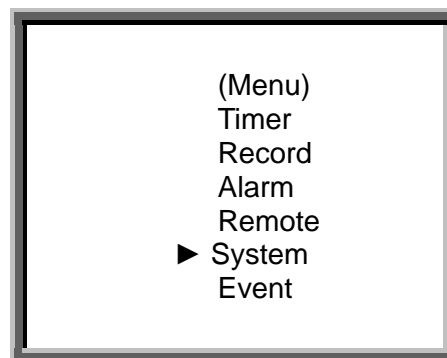 (Menu)
Timer
Record
Alarm
Remote
► System
Event